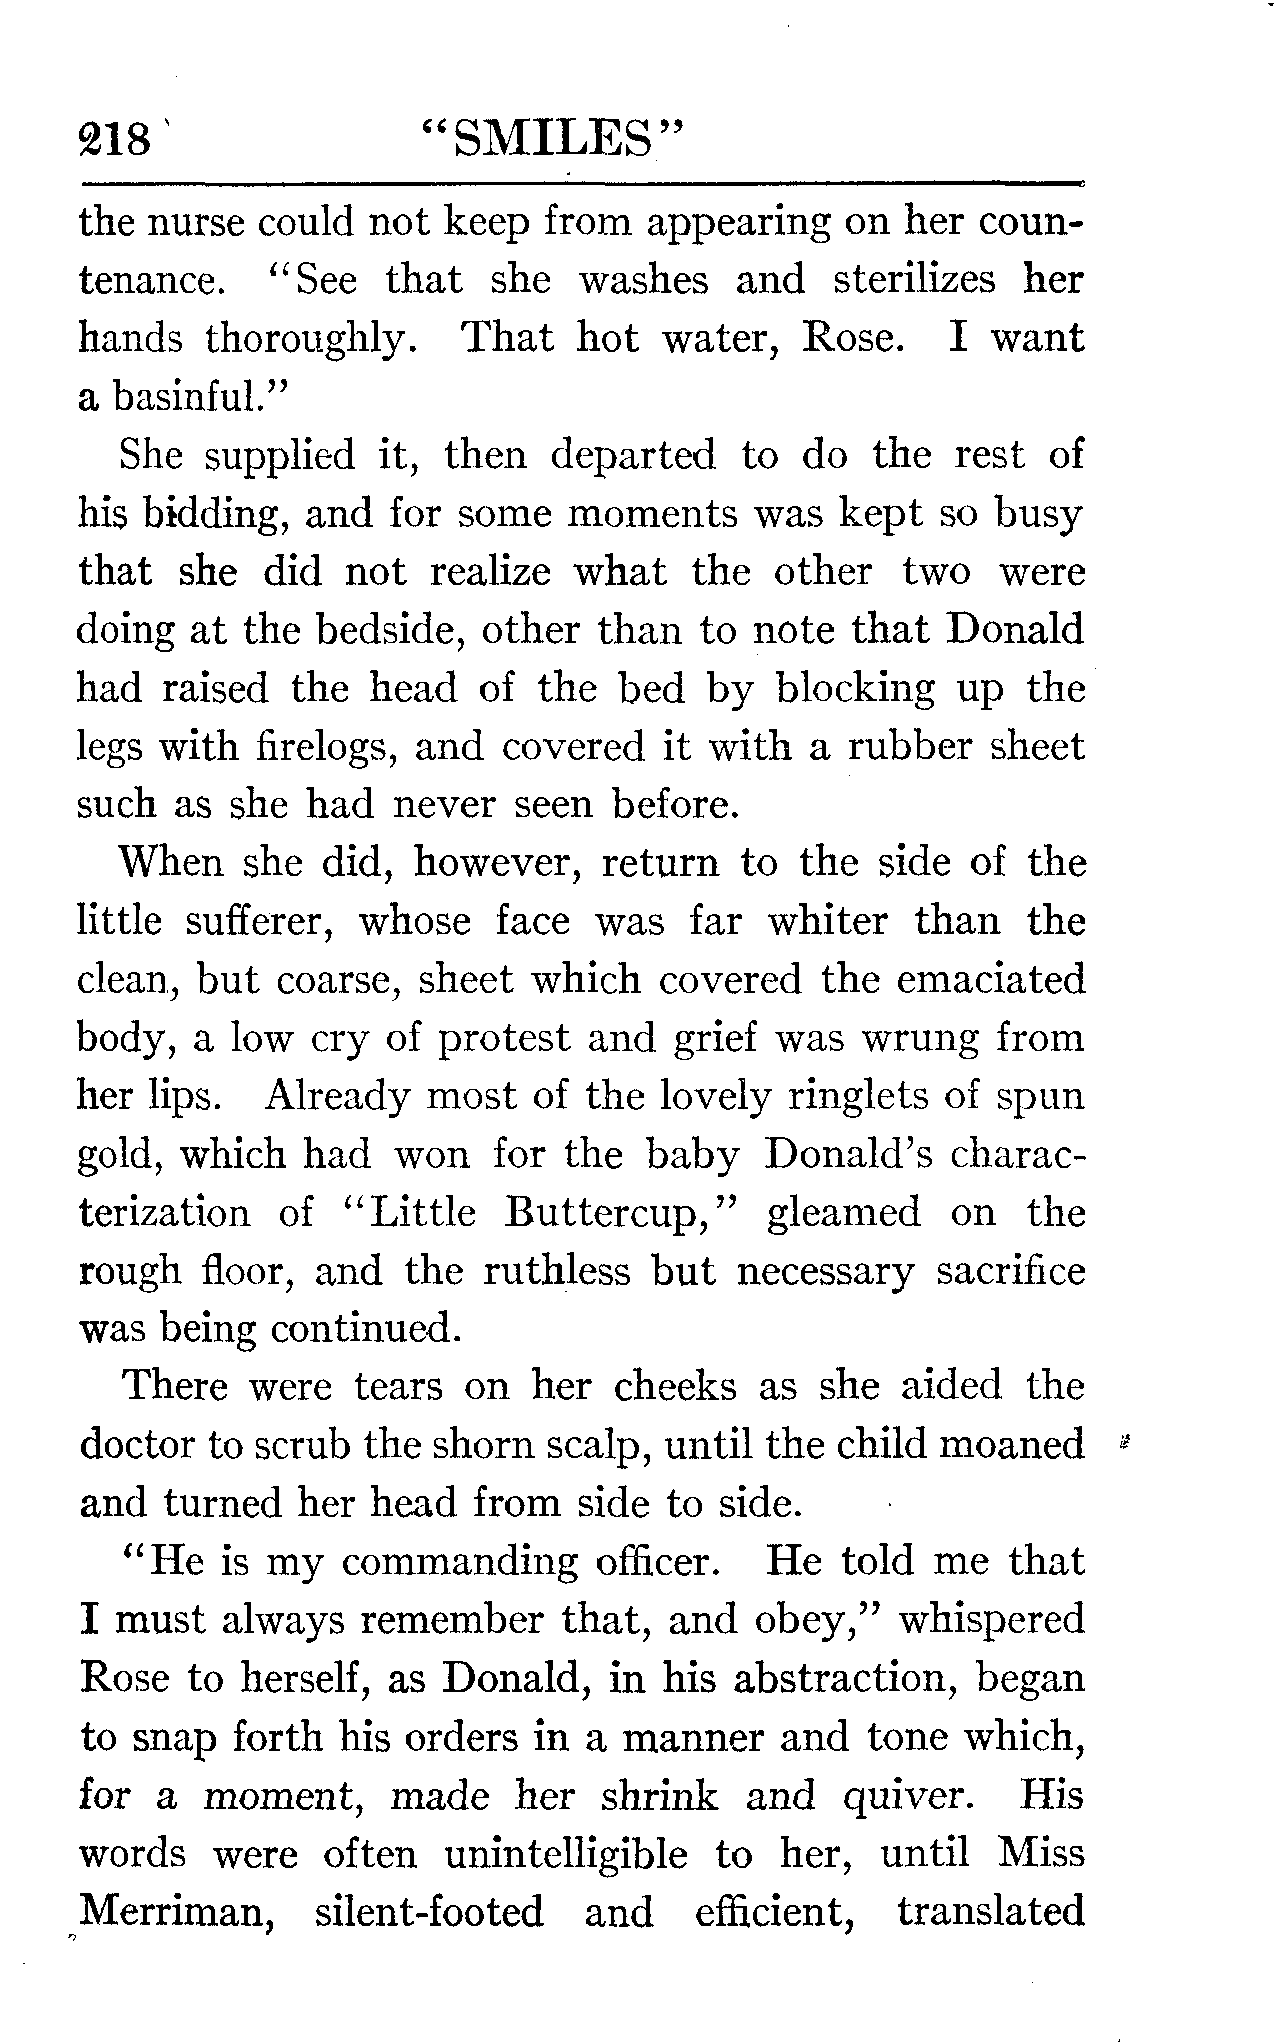 218 "SMILES"
the nurse could not keep from appearing on her coun-
tenance. "See that she washes and sterilizes her
hands thoroughly. That hot water, Rose. I want
a basinful."
She supplied it, then departed to do the rest of
his bidding, and for some moments was kept so busy
that she did not realize what the other two were
doing at the bedside, other than to note that Donald
had raised the head of the bed by blocking up the
legs with firelogs, and covered it with a rubber sheet
such as she had never seen before.
When she did, however, return to the side of the
little sufferer, whose face was far whiter than the
clean, but coarse, sheet which covered the emaciated
body, a low cry of protest and grief was wrung from
her lips. Already most of the lovely ringlets of spun
gold, which had won for the baby Donald's charac-
terization of "Little Buttercup," gleamed on the
rough floor, and the ruthless but necessary sacrifice
was being continued.
There were tears on her cheeks as she aided the
doctor to scrub the shorn scalp, until the child moaned
and turned her head from side to side.
"He is my commanding officer. He told me that
I must always remember that, and obey," whispered
Rose to herself, as Donald, in his abstraction, began
to snap forth his orders in a manner and tone which,
for a moment, made her shrink and quiver. His
words were often unintelligible to her, until Miss
Merriman, silent-footed and efficient, translated